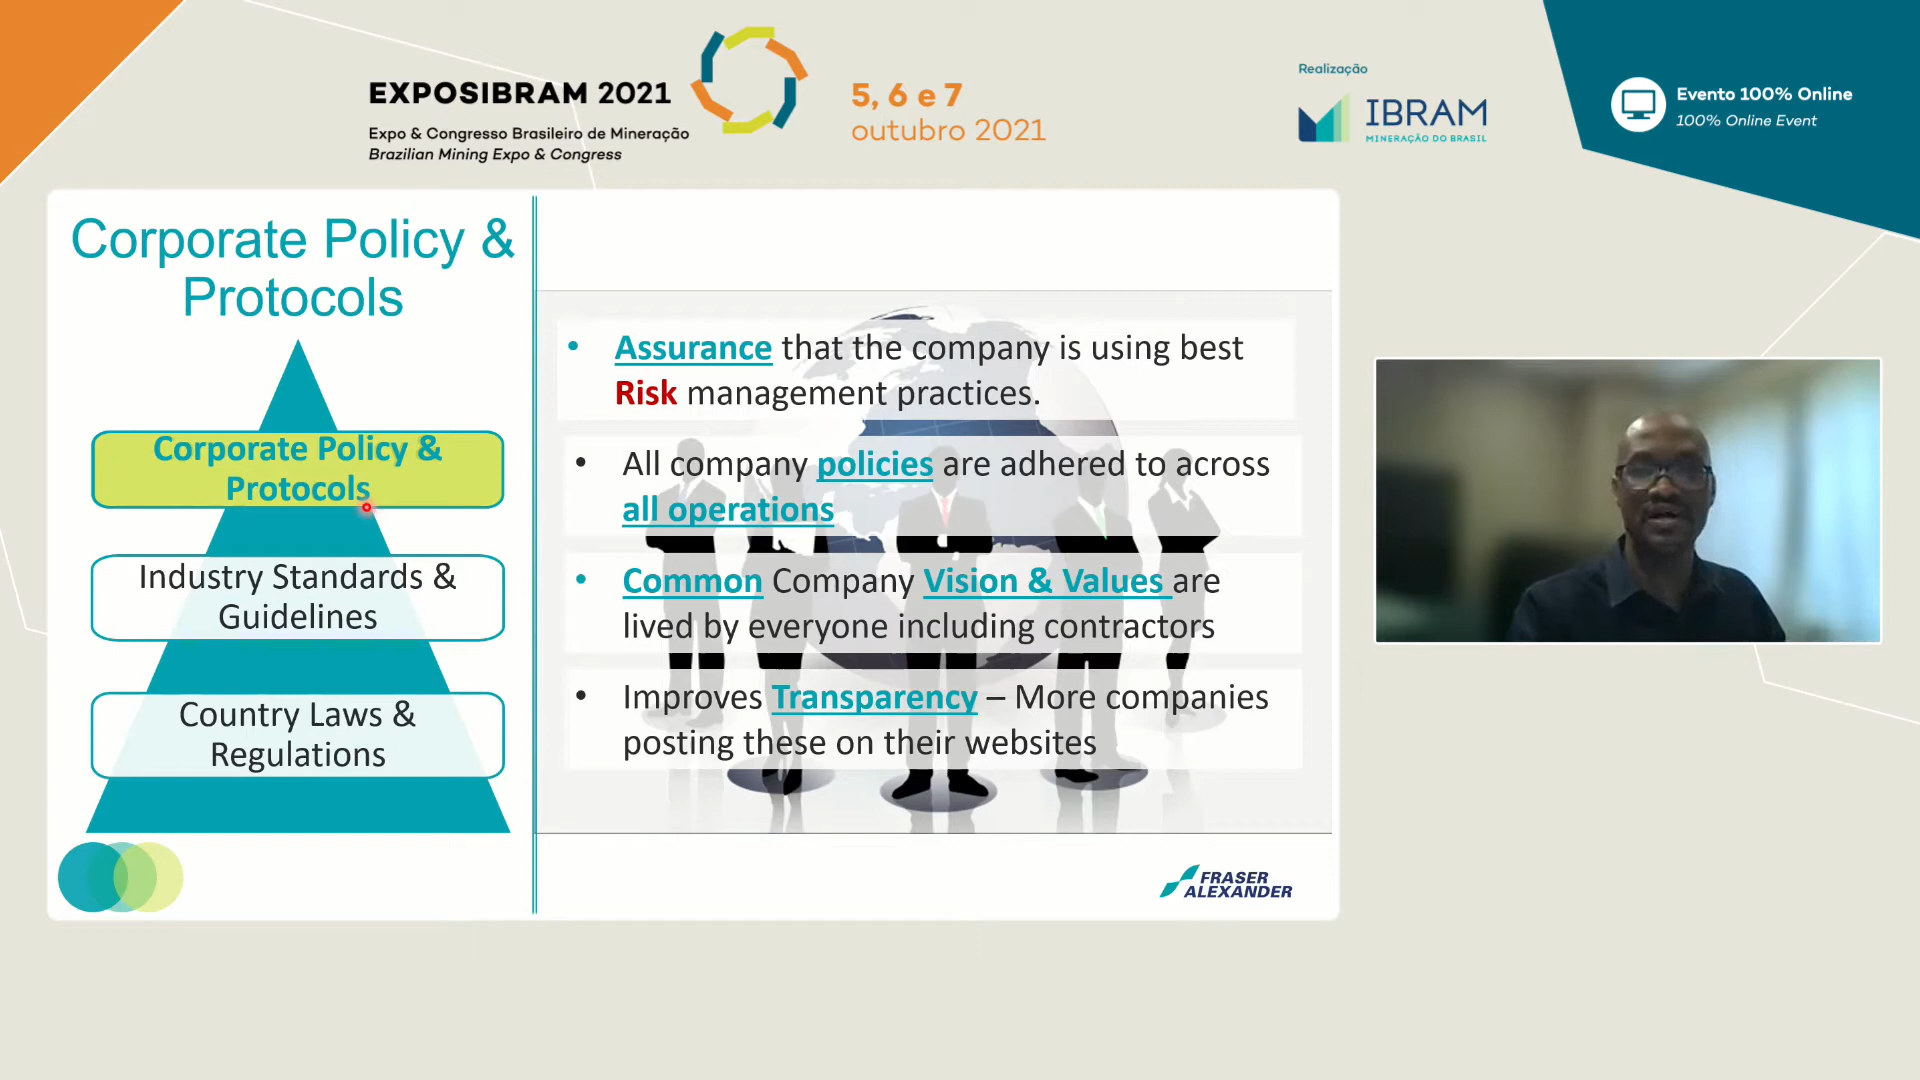 EXPOSIBRAM 2021
Expo & Congresso Brasileiro de Mineração
Brazilian Mining Expo & Congress
5, 6 e 7
outubro 2021
Realização
IBRAM
MINERAÇÃO DO BRASIL
Evento 100% Online
100% Online Event
Corporate Policy &
Protocols
Corporate Policy &
Protocols
Industry Standards &
Guidelines
Country Laws &
Regulations
• Assurance that the company is using best
Risk management practices.
• All company policies are adhered to across
all operations
• Common Company Vision & Values are
lived by everyone including contractors
• Improves Transparency – More companies
posting these on their websites
FRASER
ALEXANDER